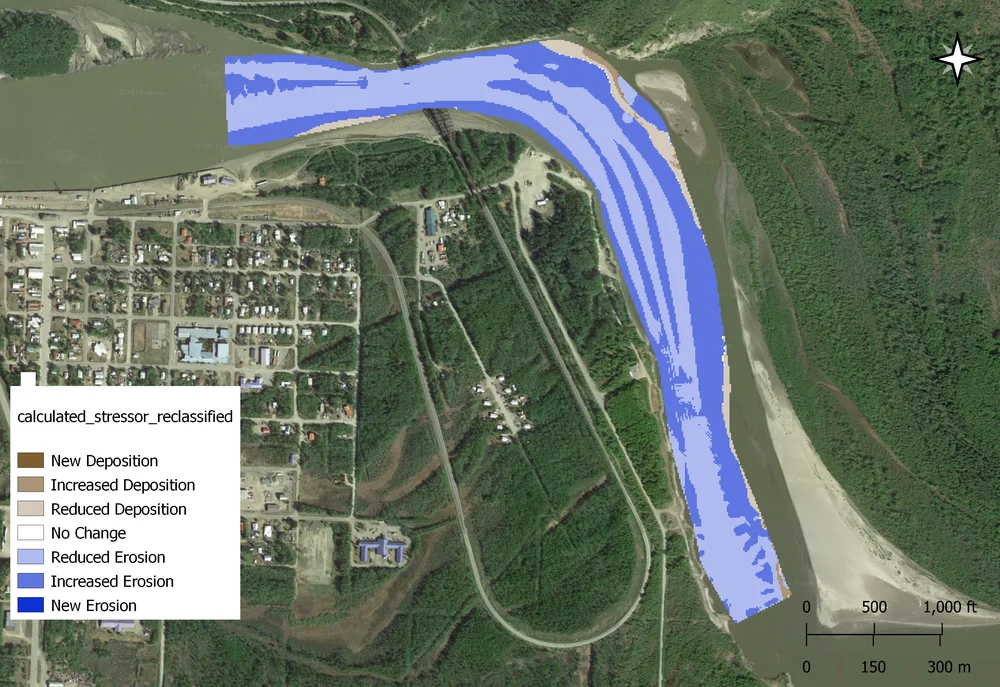 calculated_stressor_reclassified
New Deposition
Increased Deposition
Reduced Deposition
No Change
Reduced Erosion
Increased Erosion
New Erosion
0 500 1,000 ft
0 150 300 m